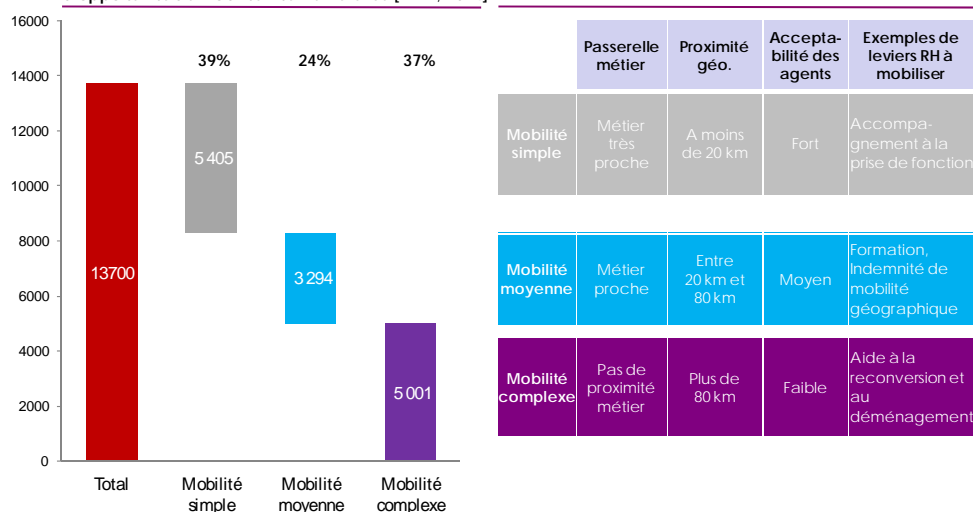 16000
14000
12000
10000
8000
6000
4000
2000
0
39%
24%
37%
13700
5 405
3 294
5 001
Total
Mobilité
simple
Mobilité
moyenne
Mobilité
complexe
Passerelle
métier
Proximité
géo.
Accepta-
bilité des
agents
Exemples de
leviers RH à
mobiliser
Mobilité
simple
Métier
très
proche
A moins
de 20 km
Fort
Accompa-
gnement à la
prise de fonction
Mobilité
moyenne
Métier
proche
Entre
20 km et
80 km
Moyen
Formation,
Indemnité de
mobilité
géographique
Mobilité
complexe
Pas de
proximité
métier
Plus de
80 km
Faible
Aide à la
reconversion et
au
déménagement